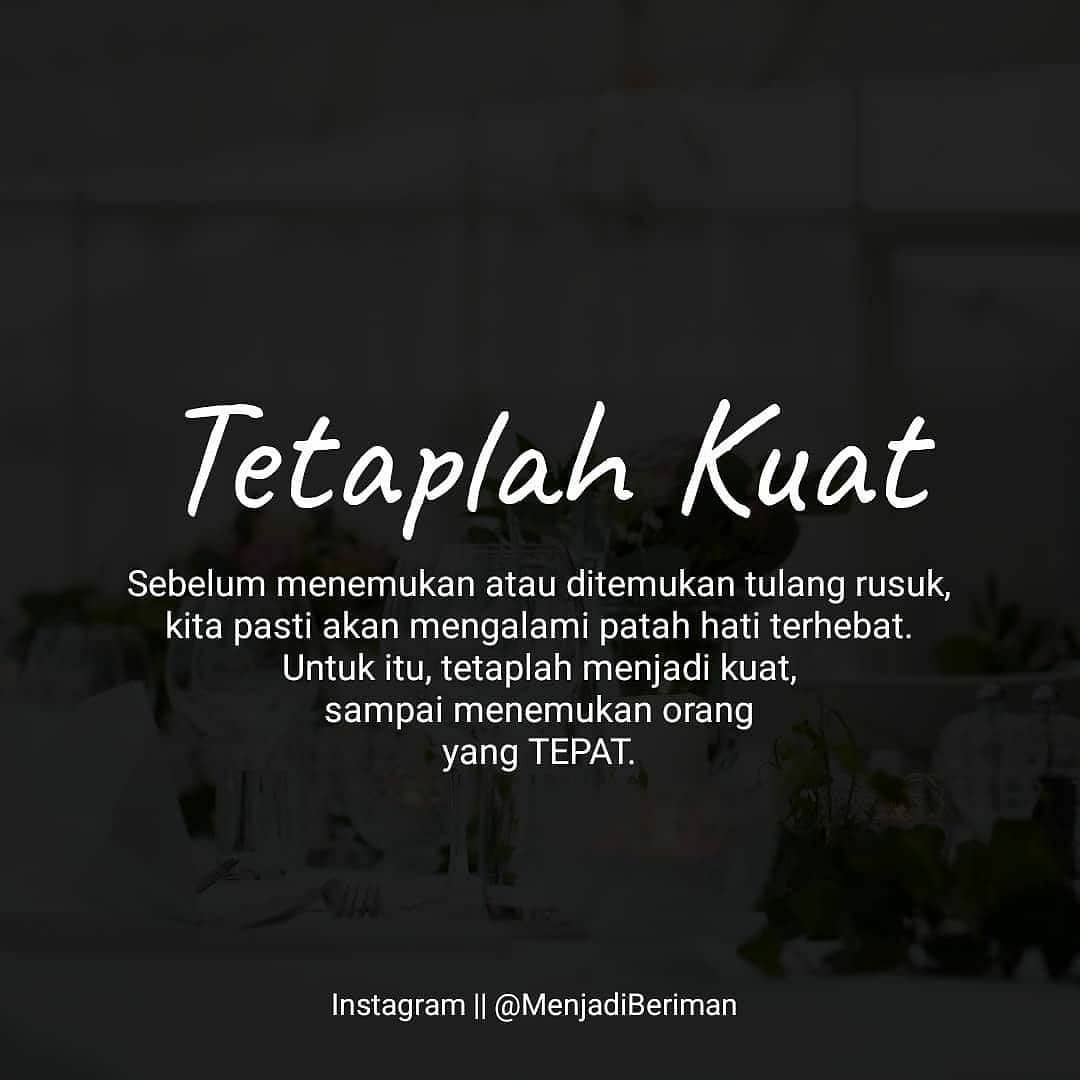 Tetaplah Kuat
Sebelum menemukan atau ditemukan tulang rusuk,
kita pasti akan mengalami patah hati terhebat.
Untuk itu, tetaplah menjadi kuat,
sampai menemukan orang
yang TEPAT.
Instagram || @MenjadiBeriman